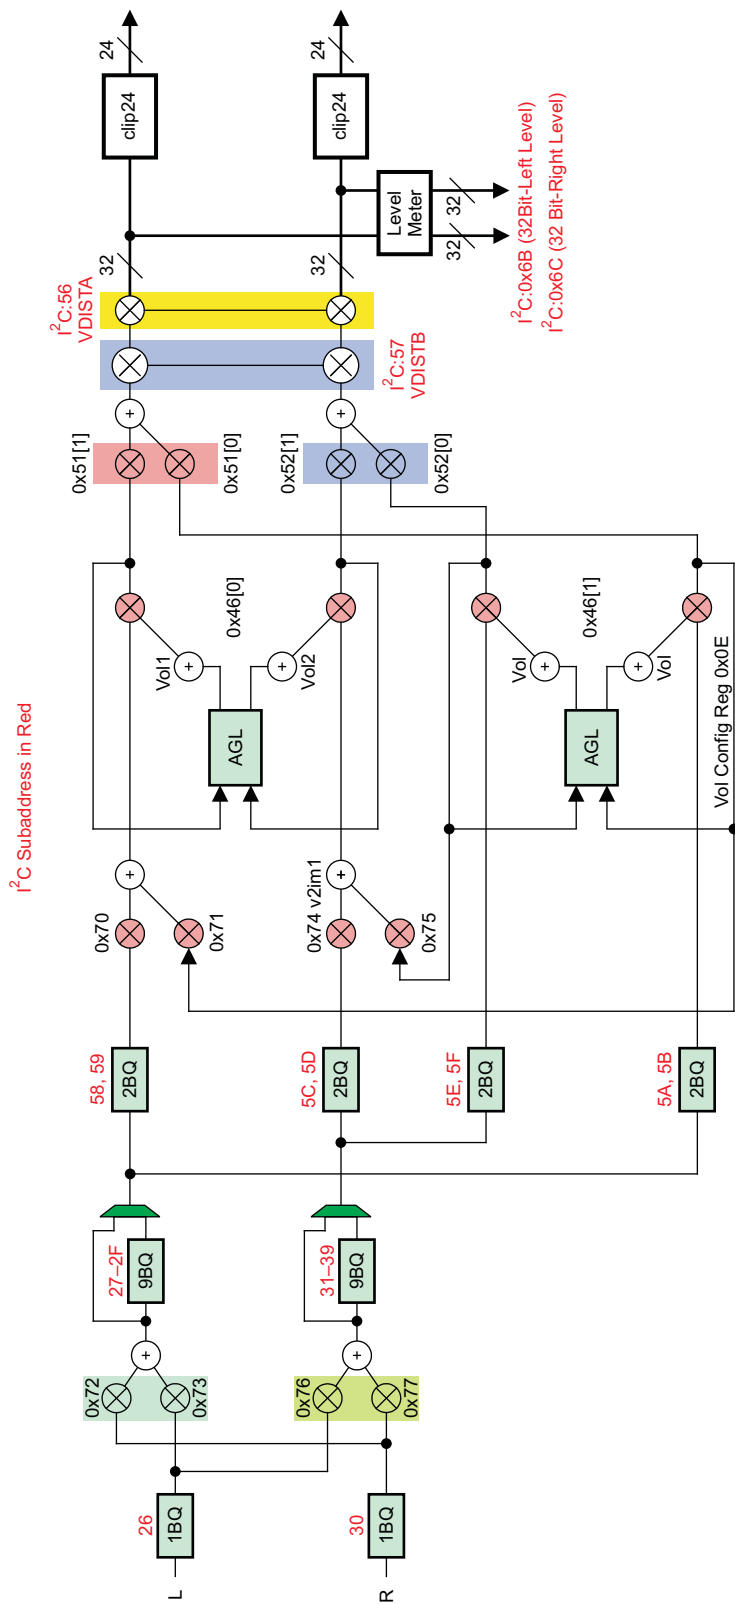 I²C Subaddress in Red
L
R
26
1BQ
30
1BQ
0x72
0x73
0x76
0x77
+
+
27–2F
9BQ
31–39
9BQ
58, 59
2BQ
5C, 5D
2BQ
5E, 5F
2BQ
5A, 5B
2BQ
0x70
0x71
0x74 v2im1
0x75
+
+
AGL
Vol1
+
Vol2
+
0x46[0]
AGL
Vol
+
Vol
+
0x46[1]
Vol Config Reg 0x0E
0x51[1]
0x51[0]
0x52[1]
0x52[0]
+
+
I²C:57
VDISTB
I²C:56
VDISTA
32
32
Level
Meter
32
32
I²C:0x6B (32Bit-Left Level)
I²C:0x6C (32 Bit-Right Level)
clip24
24
clip24
24